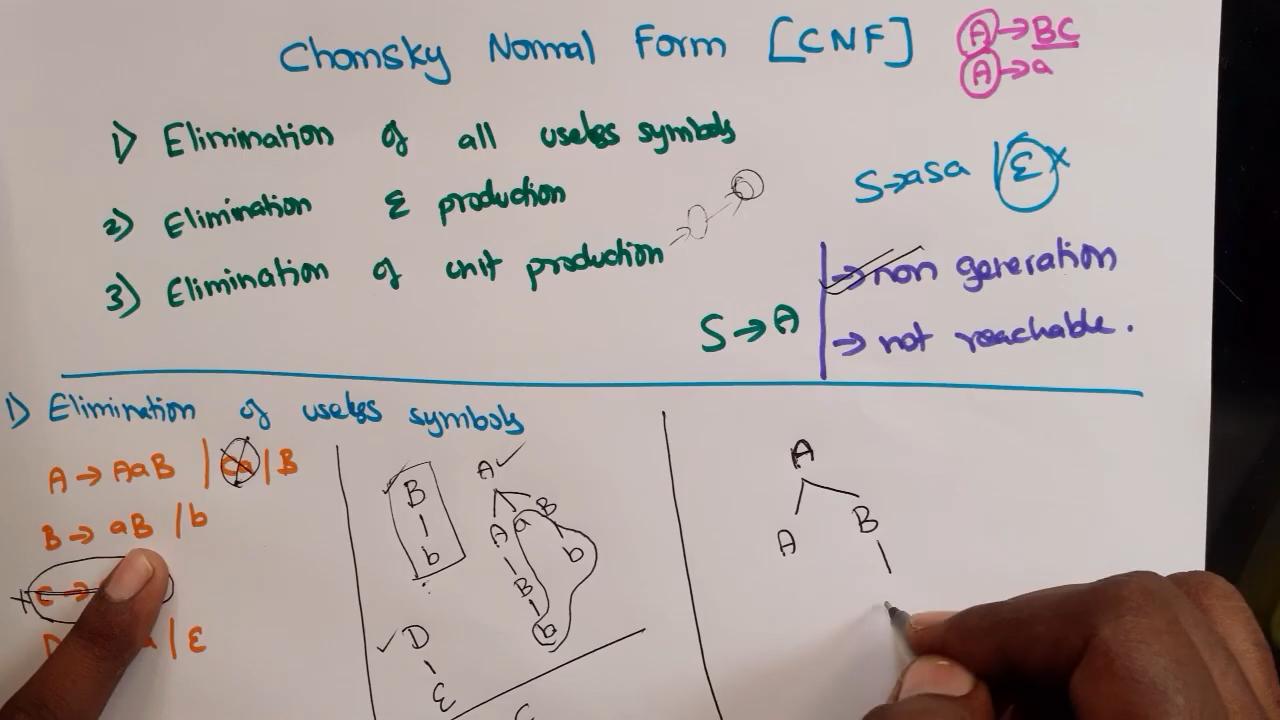 Chomsky Normal Form [CNF]
A→BC
A→a
1) Elimination of all useless symbols
2) Elimination ε production
3) Elimination of unit production
S→aSa | ε x
→ non generation
S→A
→ not reachable.
1) Elimination of useless symbols
A→AaB | Ca | B
B→aB | b
C→
D a | ε
B
b
A ✓
A a B
b
B
b
✓ D
ε
A
A B